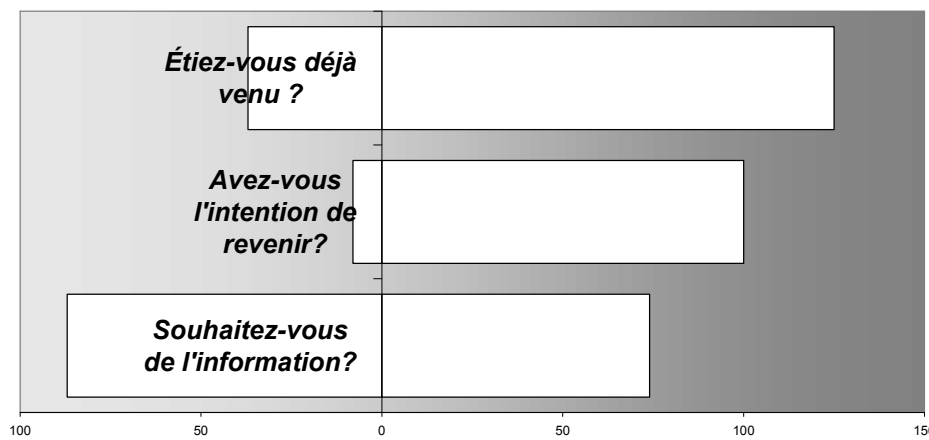 Étiez-vous déjà
venu ?
Avez-vous
l'intention de
revenir?
Souhaitez-vous
de l'information?
100 50 0 50 100 150